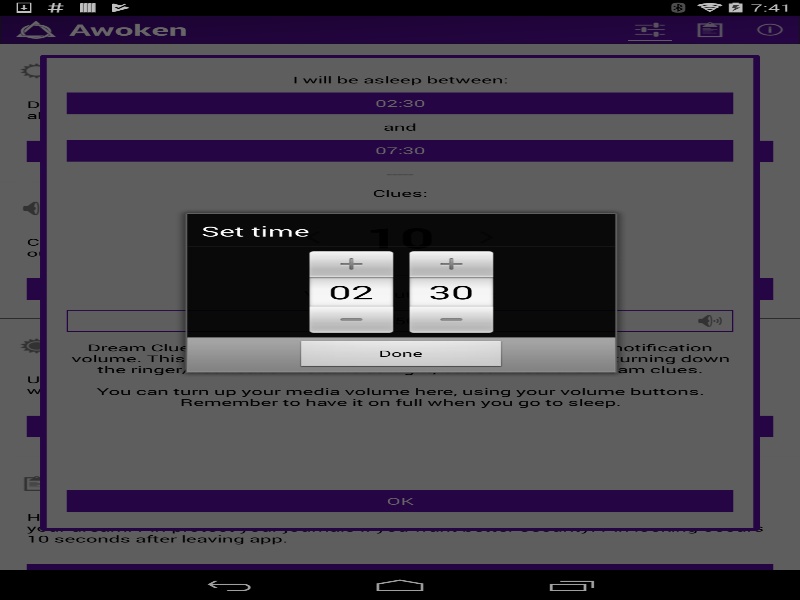 7:41
Awoken
I will be asleep between:
02:30
and
07:30
Clues:
10
Set time
02 30
Done
Dream Clue notification
volume. This turning down
the ringer/ am clues.
You can turn up your media volume here, using your volume buttons.
Remember to have it on full when you go to sleep.
OK
10 seconds after leaving app.